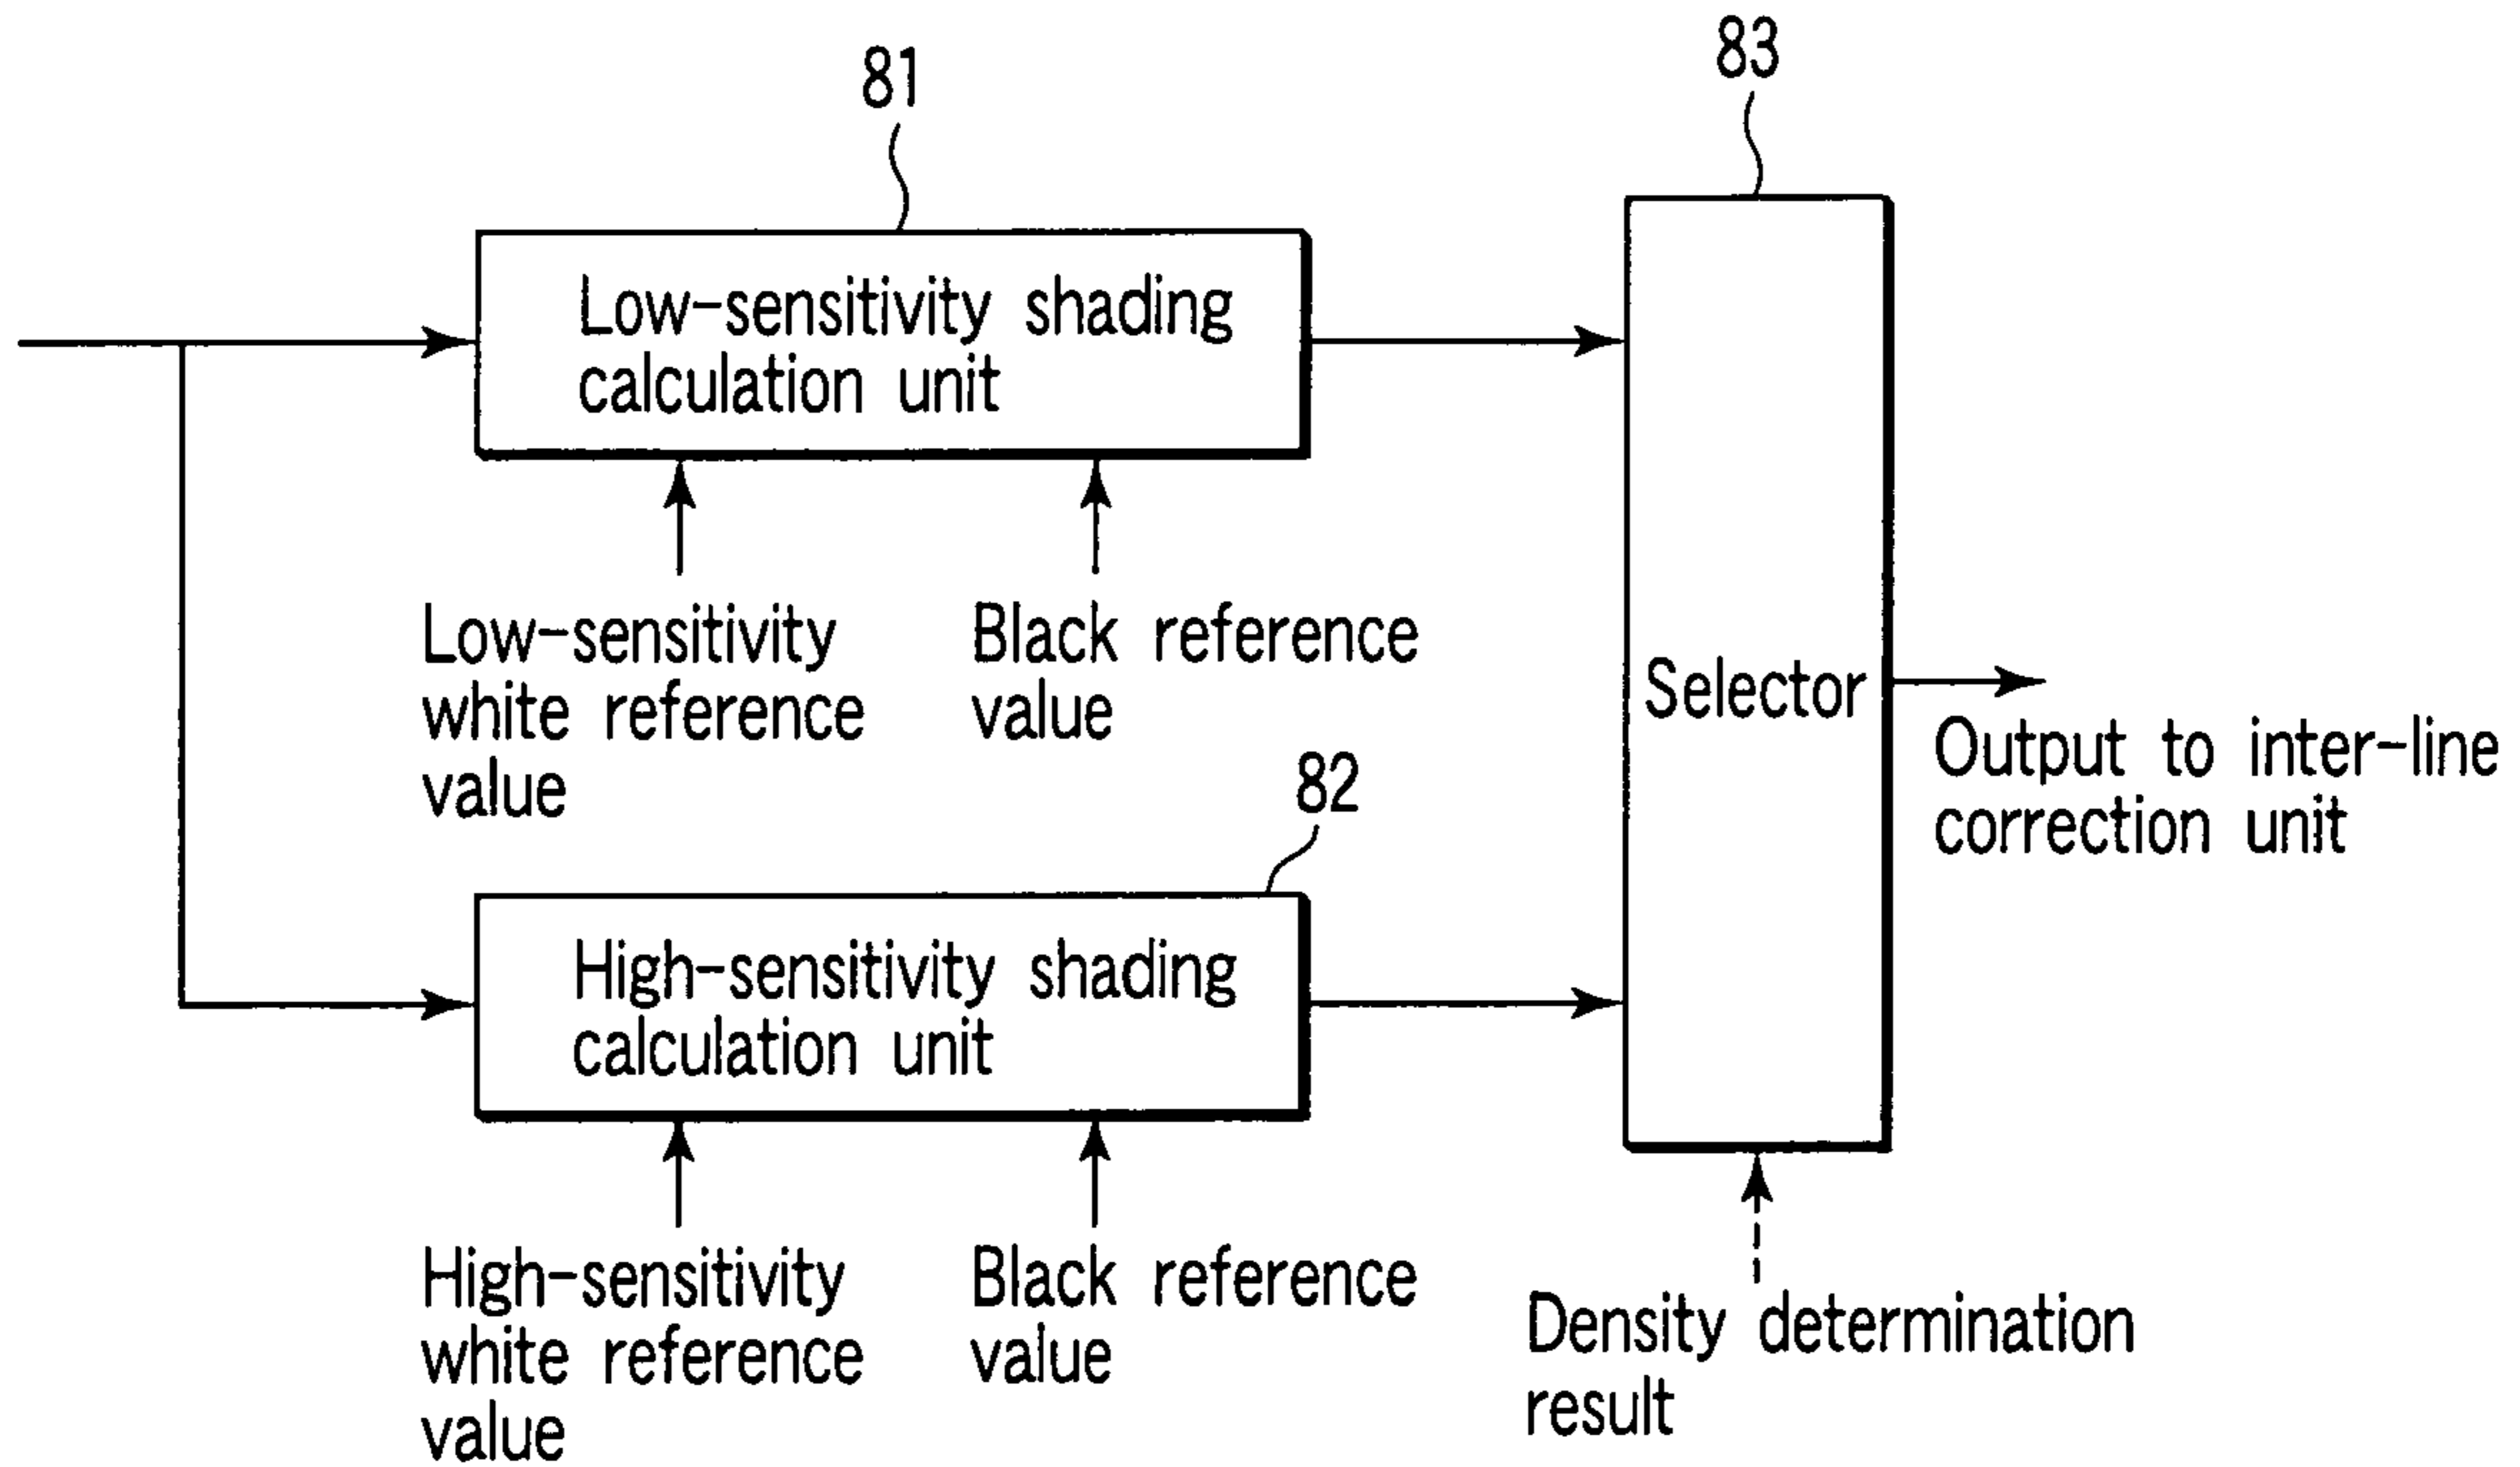 81
83
Low-sensitivity shading
calculation unit
Low-sensitivity
white reference
value
Black reference
value
Selector
Output to inter-line
correction unit
82
High-sensitivity shading
calculation unit
High-sensitivity
white reference
value
Black reference
value
Density determination
result